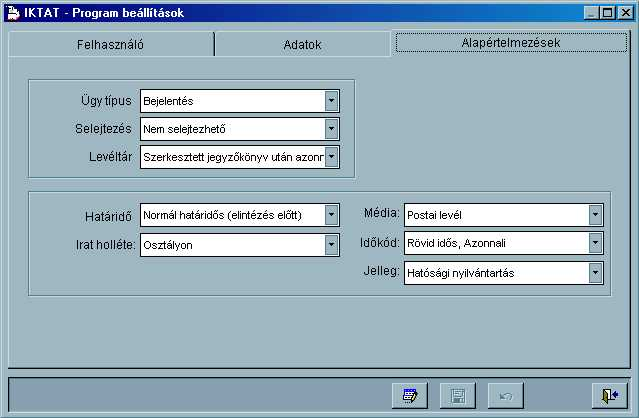 IKTAT - Program beállítások
Felhasználó
Adatok
Alapértelmezések
Ügy típus
Bejelentés
Selejtezés
Nem selejtezhető
Levéltár
Szerkesztett jegyzőkönyv után azonn
Határidő
Normál határidős (elintézés előtt)
Irat holléte:
Osztályon
Média:
Postai levél
Időkód:
Rövid idős, Azonnali
Jelleg:
Hatósági nyilvántartás